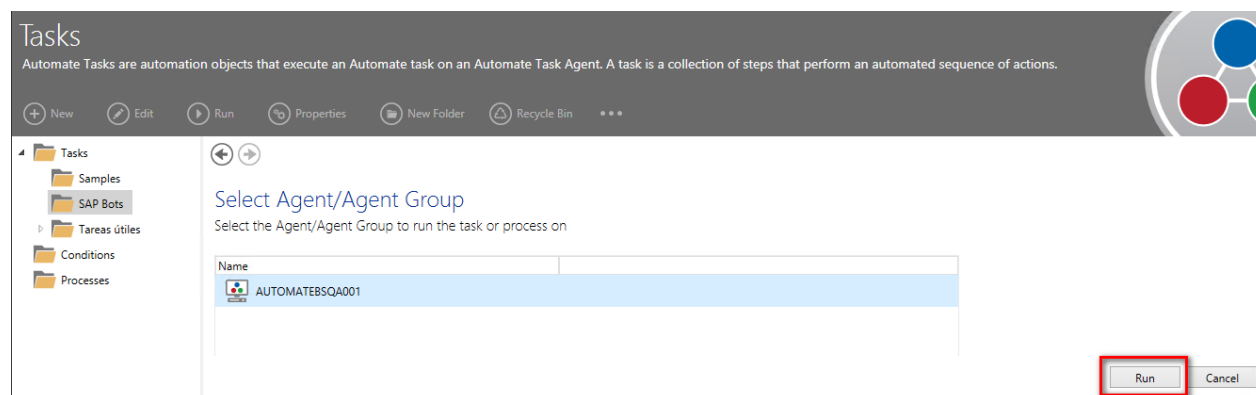 Tasks
Automate Tasks are automation objects that execute an Automate task on an Automate Task Agent. A task is a collection of steps that perform an automated sequence of actions.
New Edit Run Properties New Folder Recycle Bin
Tasks
Samples
SAP Bots
Tareas útiles
Conditions
Processes
Select Agent/Agent Group
Select the Agent/Agent Group to run the task or process on
Name
AUTOMATEBSQA001
Run Cancel